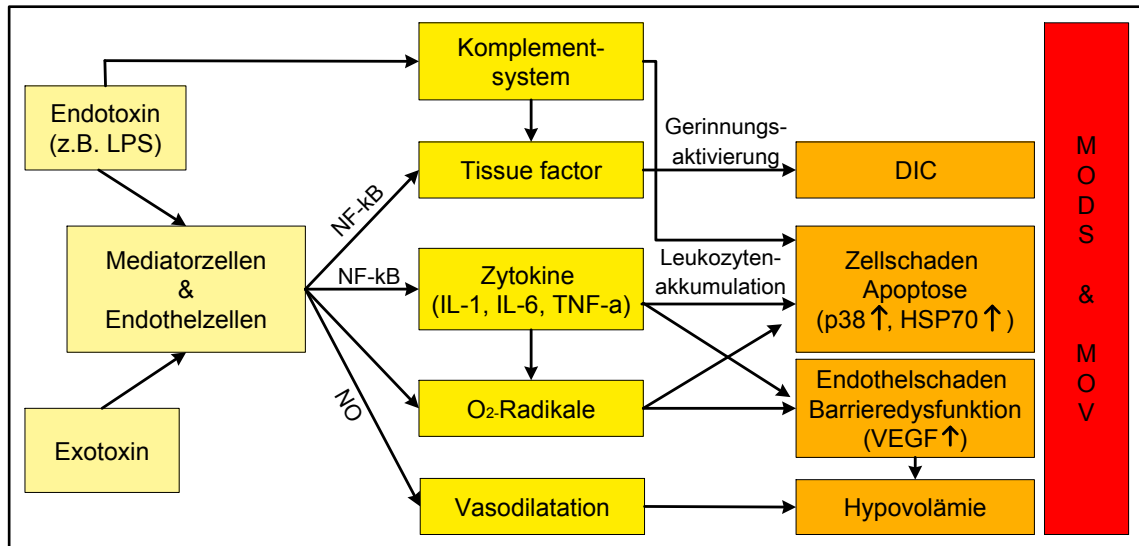 Komplement-
system
Endotoxin
(z.B. LPS)
Gerinnungs-
aktivierung
Tissue factor
DIC
NF-kB
Mediatorzellen
&
Endothelzellen
NF-kB
Zytokine
(IL-1, IL-6, TNF-a)
Leukozyten-
akkumulation
Zellschaden
Apoptose
(p38↑, HSP70↑)
NO
O2-Radikale
Endothelschaden
Barrieredysfunktion
(VEGF↑)
Exotoxin
Vasodilatation
Hypovolämie
M
O
D
S
&
M
O
V